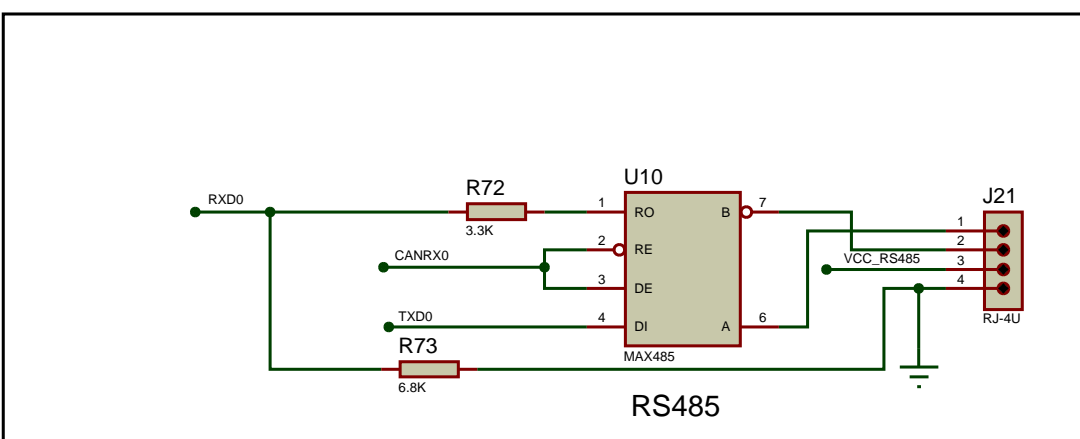 U10
J21
R72
RXD0
1
RO
B
7
3.3K
1
2
RE
2
CANRX0
VCC_RS485
3
3
DE
4
TXD0
4
DI
A
6
RJ-4U
R73
MAX485
6.8K
RS485